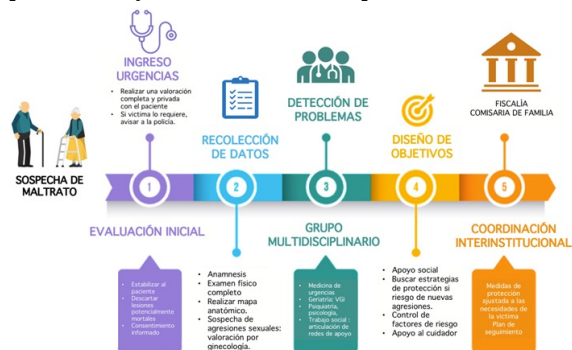 INGRESO
URGENCIAS
• Realizar una valoración
completa y privada
con el paciente
• Si victima lo requiere,
avisar a la policía.
RECOLECCIÓN
DE DATOS
DETECCIÓN DE
PROBLEMAS
DISEÑO DE
OBJETIVOS
FISCALÍA
COMISARIA DE FAMILIA
SOSPECHA DE
MALTRATO
1
2
3
4
5
EVALUACIÓN INICIAL
• Estabilizar al
paciente
• Descartar
lesiones
potencialmente
mortales
• Consentimiento
informado
• Anamnesis
• Examen físico
completo
• Realizar mapa
anatómico.
• Sospecha de
agresiones sexuales:
valoración por
ginecología.
GRUPO
MULTIDISCIPLINARIO
• Medicina de
urgencias
• Geriatría: VGI
• Psiquiatría,
psicología,
• Trabajo social :
articulación de
redes de apoyo
• Apoyo social
• Buscar estrategias
de protección si
riesgo de nuevas
agresiones.
• Control de
factores de riesgo
• Apoyo al cuidador
COORDINACIÓN
INTERINSTITUCIONAL
Medidas de
protección
ajustada a las
necesidades de
la victima
Plan de
seguimiento